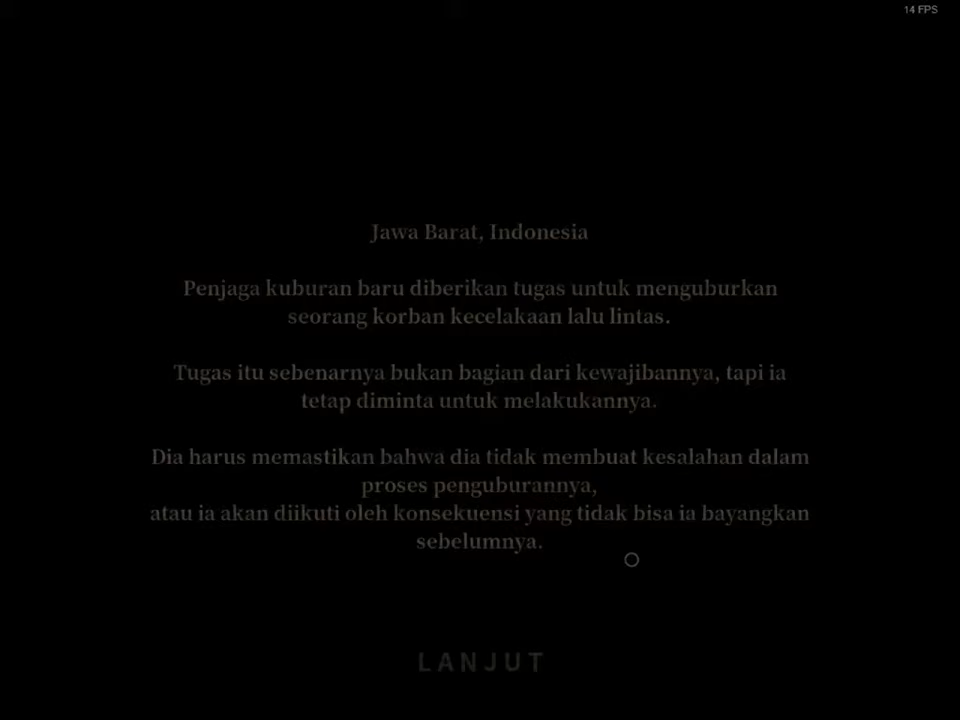 14 FPS
Jawa Barat, Indonesia
Penjaga kuburan baru diberikan tugas untuk menguburkan
seorang korban kecelakaan lalu lintas.
Tugas itu sebenarnya bukan bagian dari kewajibannya, tapi ia
tetap diminta untuk melakukannya.
Dia harus memastikan bahwa dia tidak membuat kesalahan dalam
proses penguburannya,
atau ia akan diikuti oleh konsekuensi yang tidak bisa ia bayangkan
sebelumnya.
LANJUT